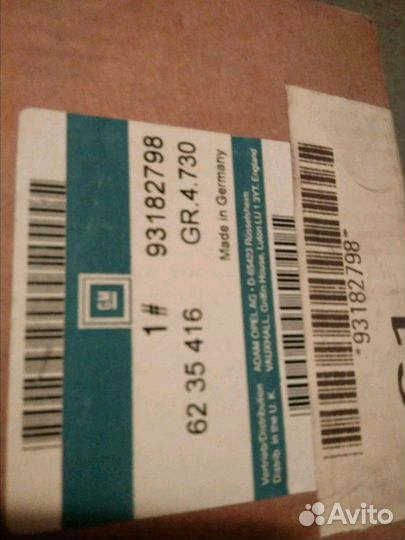 GM
1# 93182798
62 35 416 GR.4.730
Made in Germany
Vertrieb/Distribution ADAM OPEL AG · D-65423 Rüsselsheim
Distrib. in the U. K. VAUXHALL, Griffin House, Luton LU 1 3YT, England
*93182798*
Avito